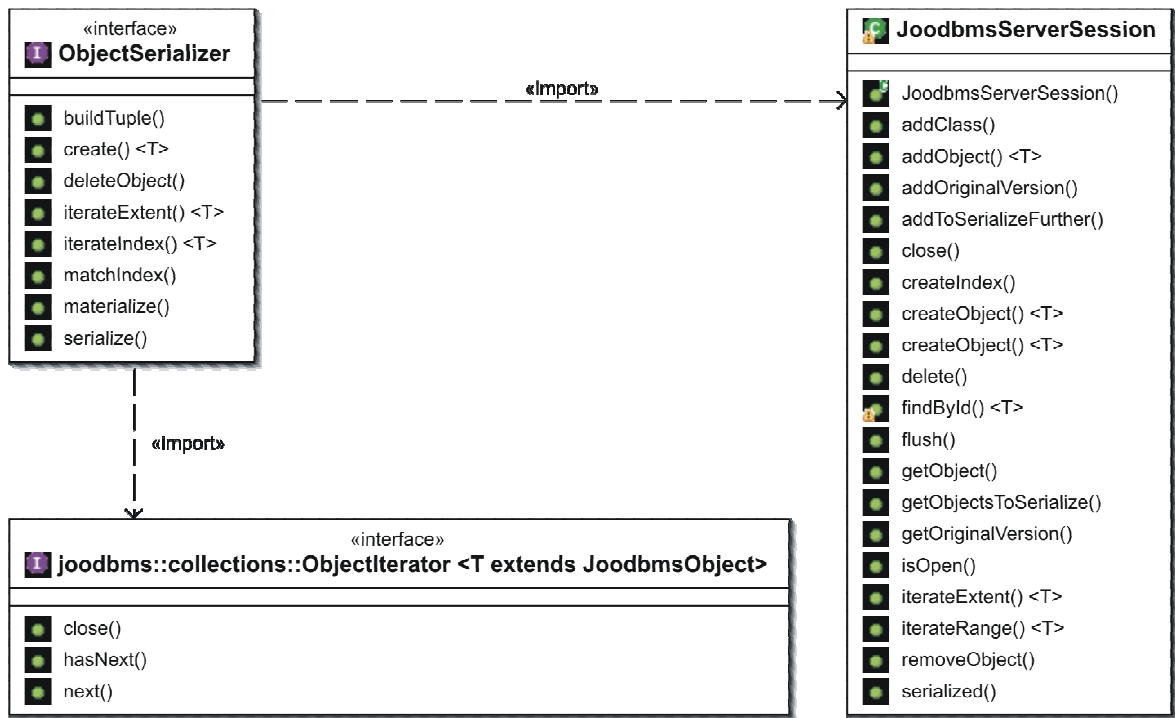 «interface»
I ObjectSerializer
buildTuple()
create() <T>
deleteObject()
iterateExtent() <T>
iterateIndex() <T>
matchIndex()
materialize()
serialize()
«Import»
«Import»
«interface»
I joodbms::collections::ObjectIterator <T extends JoodbmsObject>
close()
hasNext()
next()
C JoodbmsServerSession
C JoodbmsServerSession()
addClass()
addObject() <T>
addOriginalVersion()
addToSerializeFurther()
close()
createIndex()
createObject() <T>
createObject() <T>
delete()
findById() <T>
flush()
getObject()
getObjectsToSerialize()
getOriginalVersion()
isOpen()
iterateExtent() <T>
iterateRange() <T>
removeObject()
serialized()